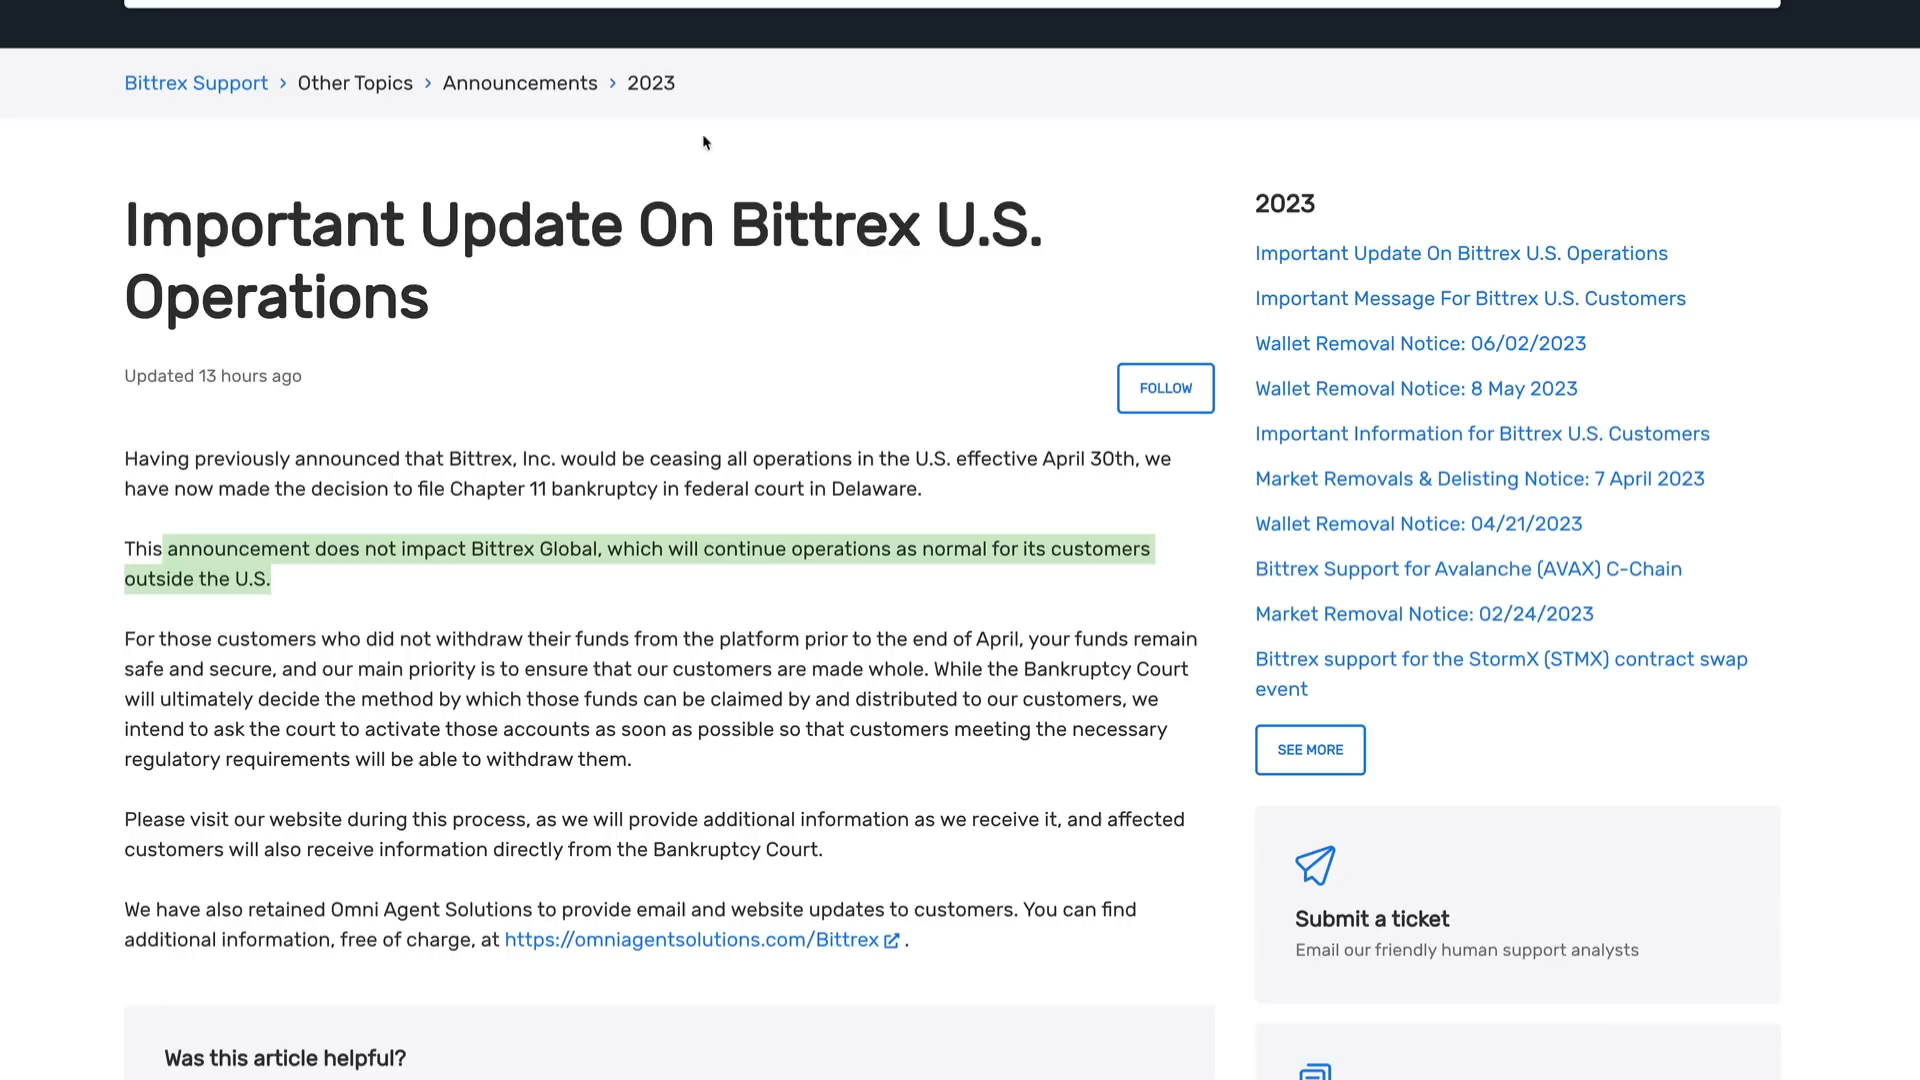 Bittrex Support > Other Topics > Announcements > 2023
Important Update On Bittrex U.S.
Operations
Updated 13 hours ago
FOLLOW
Having previously announced that Bittrex, Inc. would be ceasing all operations in the U.S. effective April 30th, we
have now made the decision to file Chapter 11 bankruptcy in federal court in Delaware.
This announcement does not impact Bittrex Global, which will continue operations as normal for its customers
outside the U.S.
For those customers who did not withdraw their funds from the platform prior to the end of April, your funds remain
safe and secure, and our main priority is to ensure that our customers are made whole. While the Bankruptcy Court
will ultimately decide the method by which those funds can be claimed by and distributed to our customers, we
intend to ask the court to activate those accounts as soon as possible so that customers meeting the necessary
regulatory requirements will be able to withdraw them.
Please visit our website during this process, as we will provide additional information as we receive it, and affected
customers will also receive information directly from the Bankruptcy Court.
We have also retained Omni Agent Solutions to provide email and website updates to customers. You can find
additional information, free of charge, at https://omniagentsolutions.com/Bittrex .
Was this article helpful?
2023
Important Update On Bittrex U.S. Operations
Important Message For Bittrex U.S. Customers
Wallet Removal Notice: 06/02/2023
Wallet Removal Notice: 8 May 2023
Important Information for Bittrex U.S. Customers
Market Removals & Delisting Notice: 7 April 2023
Wallet Removal Notice: 04/21/2023
Bittrex Support for Avalanche (AVAX) C-Chain
Market Removal Notice: 02/24/2023
Bittrex support for the StormX (STMX) contract swap
event
SEE MORE
Submit a ticket
Email our friendly human support analysts